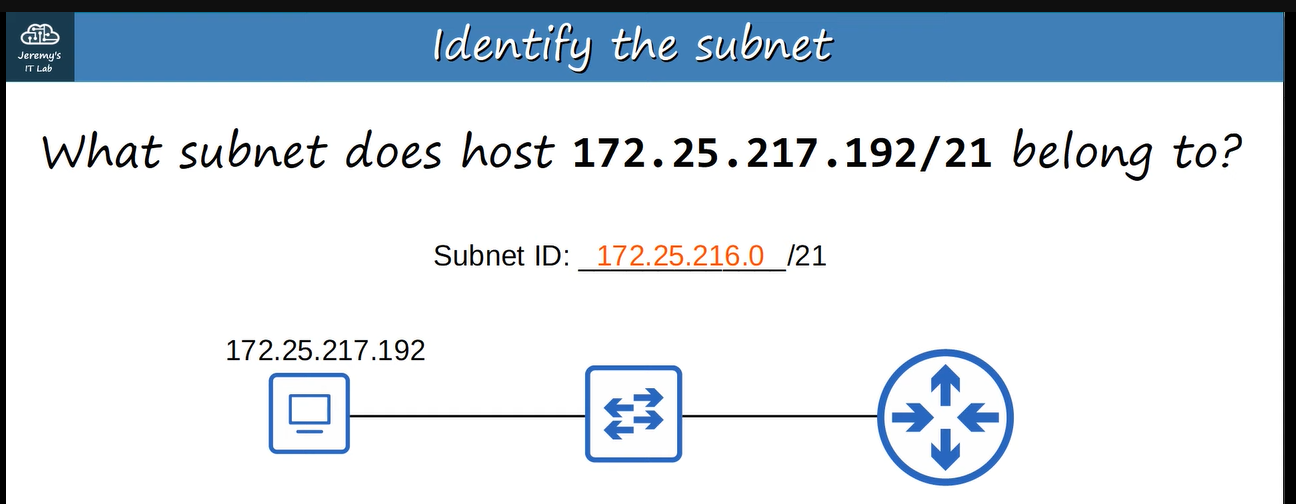 Jeremy's
IT Lab
Identify the subnet
What subnet does host 172.25.217.192/21 belong to?
Subnet ID: 172.25.216.0 /21
172.25.217.192